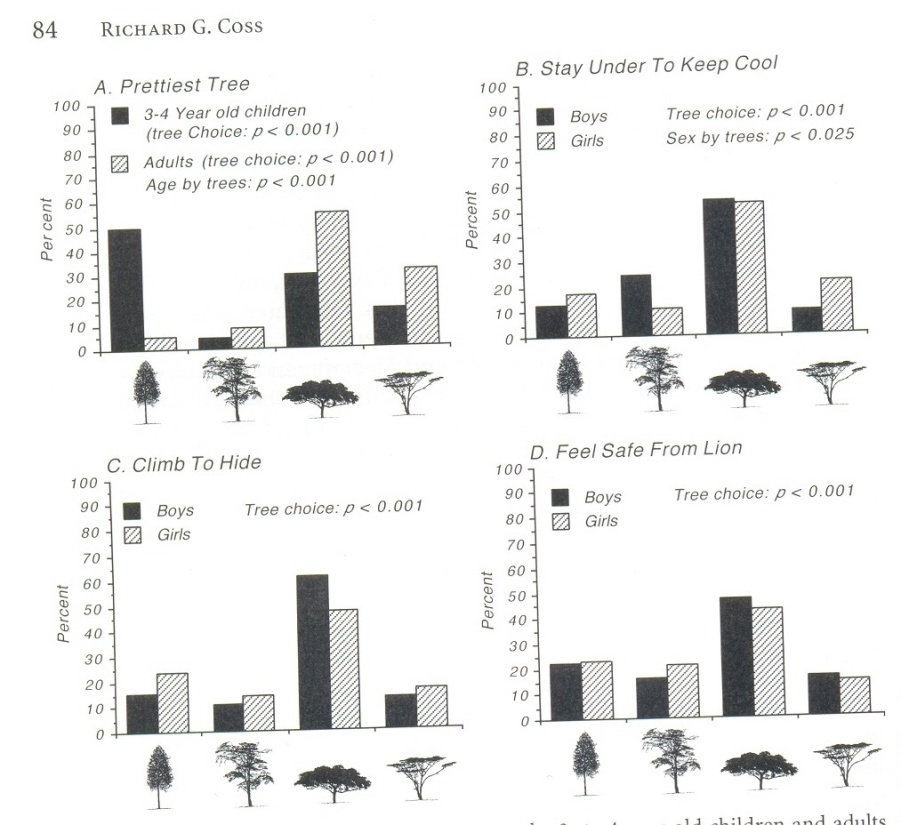 84 RICHARD G. COSS
A. Prettiest Tree
100
90
80
70
60
50
40
30
20
10
0
Per cent
3-4 Year old children
(tree Choice: p < 0.001)
Adults (tree choice: p < 0.001)
Age by trees: p < 0.001
B. Stay Under To Keep Cool
100
90
80
70
60
50
40
30
20
10
0
Percent
Boys Tree choice: p < 0.001
Girls Sex by trees: p < 0.025
C. Climb To Hide
100
90
80
70
60
50
40
30
20
10
0
Percent
Boys Tree choice: p < 0.001
Girls
D. Feel Safe From Lion
100
90
80
70
60
50
40
30
20
10
0
Percent
Boys Tree choice: p < 0.001
Girls
old children and adults